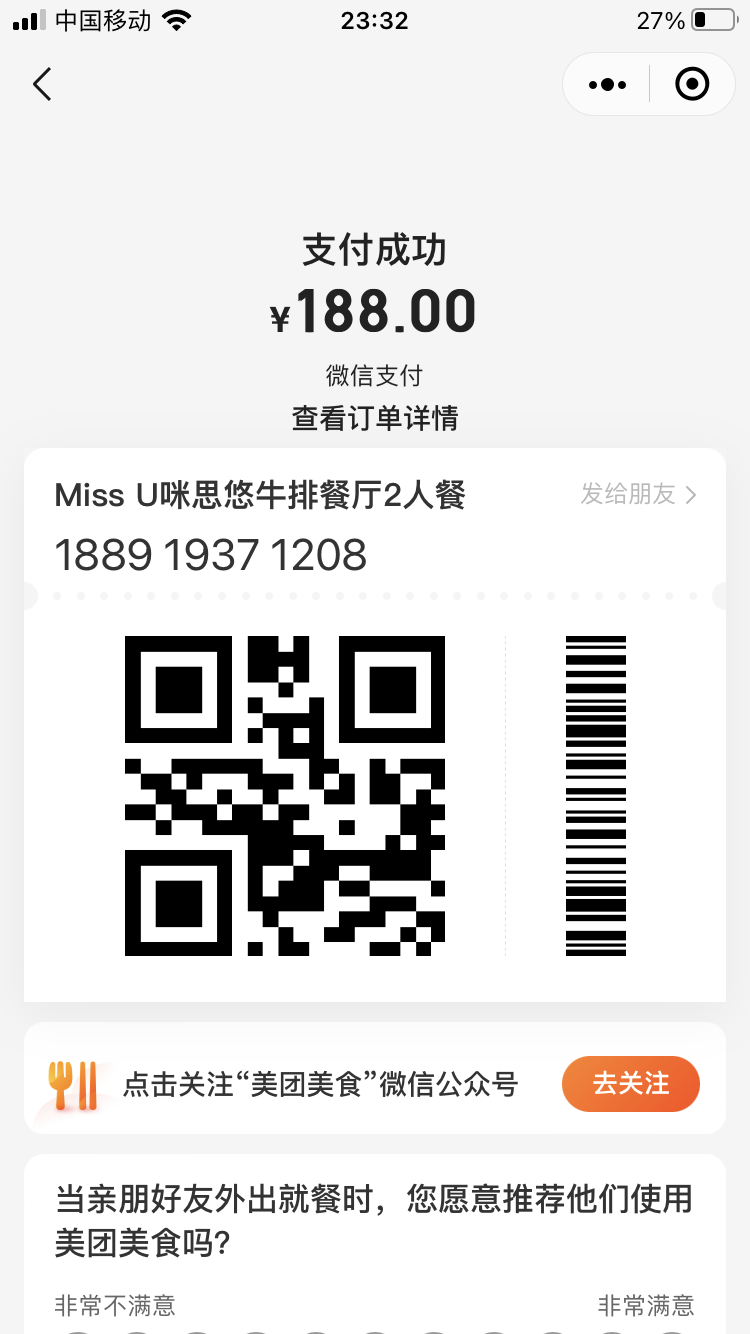 中国移动 23:32 27%
支付成功
¥188.00
微信支付
查看订单详情
Miss U咪思悠牛排餐厅2人餐 发给朋友
1889 1937 1208
点击关注“美团美食”微信公众号 去关注
当亲朋好友外出就餐时，您愿意推荐他们使用
美团美食吗?
非常不满意 非常满意